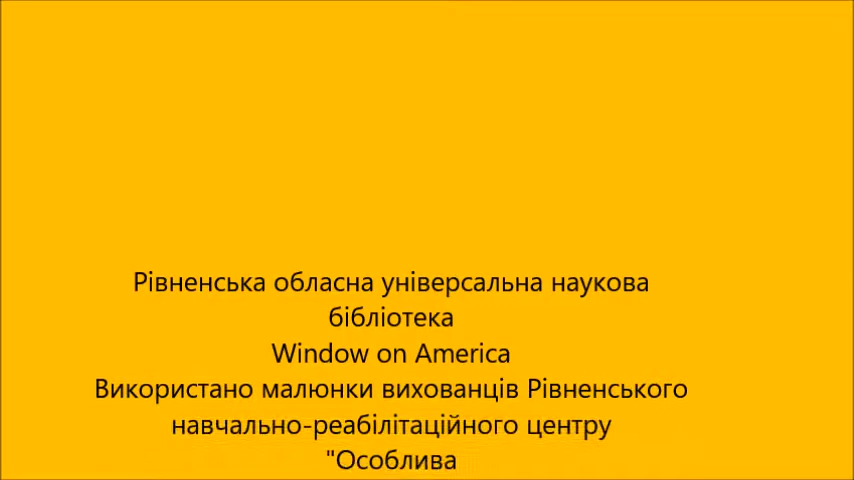 Рівненська обласна універсальна наукова
бібліотека
Window on America
Використано малюнки вихованців Рівненського
навчально-реабілітаційного центру
"Особлива